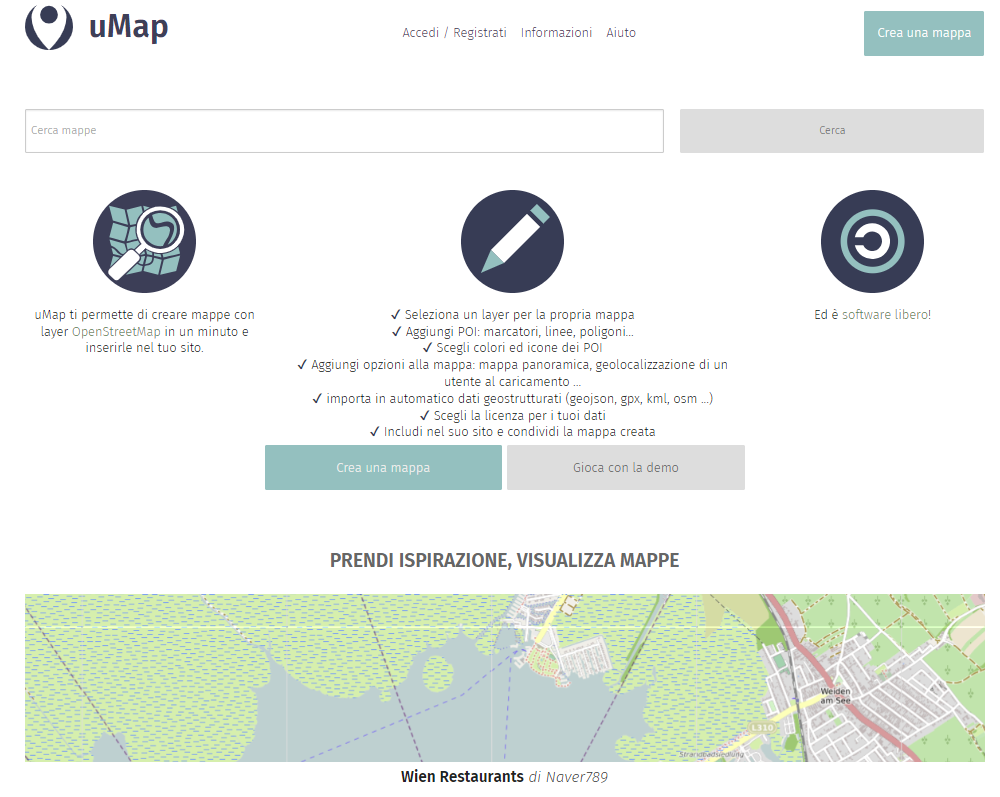 uMap
Accedi / Registrati Informazioni Aiuto
Crea una mappa
Cerca mappe
Cerca
uMap ti permette di creare mappe con
layer OpenStreetMap in un minuto e
inserirle nel tuo sito.
✓ Seleziona un layer per la propria mappa
✓ Aggiungi POI: marcatori, linee, poligoni...
✓ Scegli colori ed icone dei POI
✓ Aggiungi opzioni alla mappa: mappa panoramica, geolocalizzazione di un
utente al caricamento ...
✓ importa in automatico dati geostrutturati (geojson, gpx, kml, osm ...)
✓ Scegli la licenza per i tuoi dati
✓ Includi nel suo sito e condividi la mappa creata
Ed è software libero!
Crea una mappa
Gioca con la demo
PRENDI ISPIRAZIONE, VISUALIZZA MAPPE
Weiden
am See
L310
Strandbadsiedlung
Wien Restaurants di Naver789